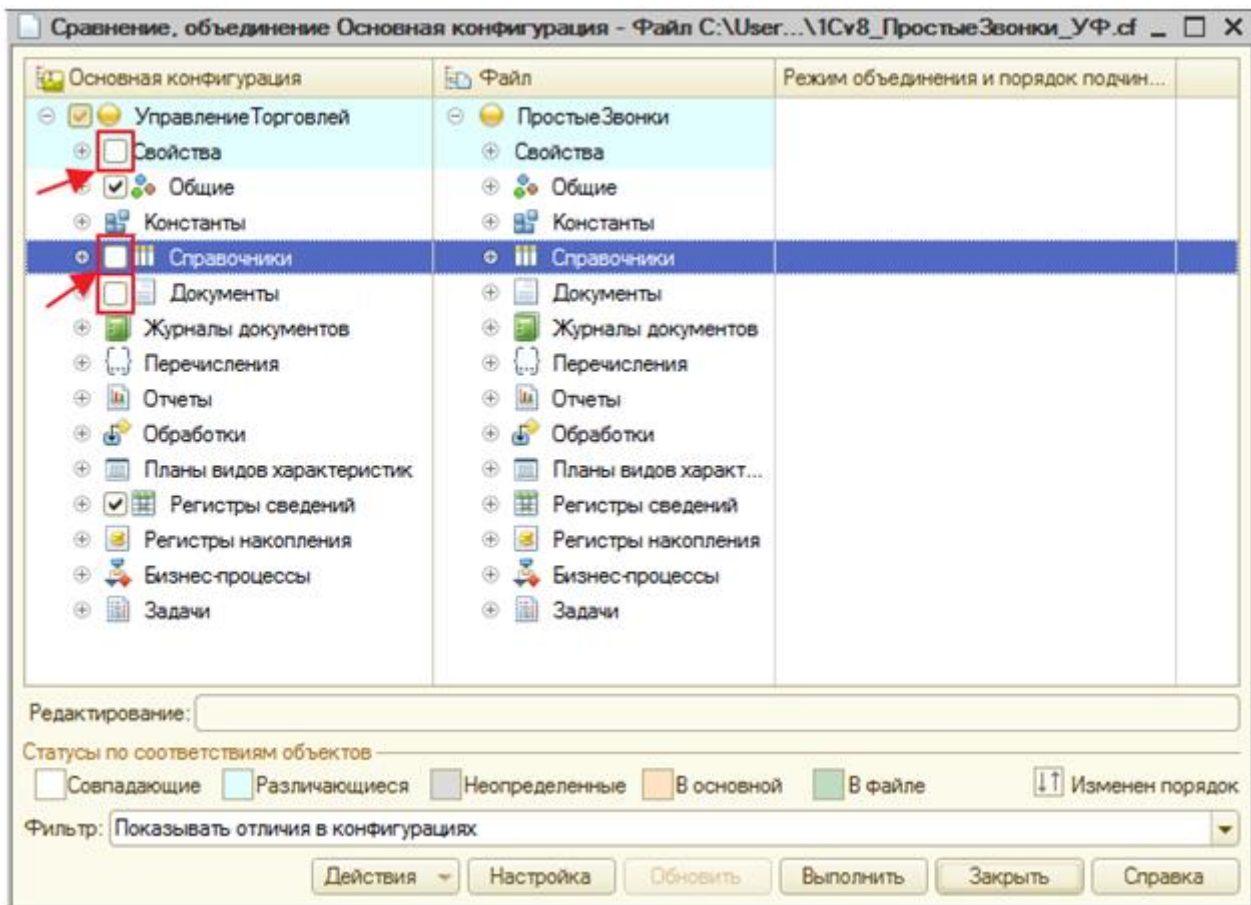 Сравнение, объединение Основная конфигурация - Файл C:\User...\1Cv8_ПростыеЗвонки_УФ.cf
Основная конфигурация Файл Режим объединения и порядок подчин...
УправлениеТорговлей ПростыеЗвонки
Свойства Свойства
Общие Общие
Константы Константы
Справочники Справочники
Документы Документы
Журналы документов Журналы документов
Перечисления Перечисления
Отчеты Отчеты
Обработки Обработки
Планы видов характеристик Планы видов характ...
Регистры сведений Регистры сведений
Регистры накопления Регистры накопления
Бизнес-процессы Бизнес-процессы
Задачи Задачи
Редактирование:
Статусы по соответствиям объектов
Совпадающие Различающиеся Неопределенные В основной В файле Изменен порядок
Фильтр: Показывать отличия в конфигурациях
Действия Настройка Обновить Выполнить Закрыть Справка